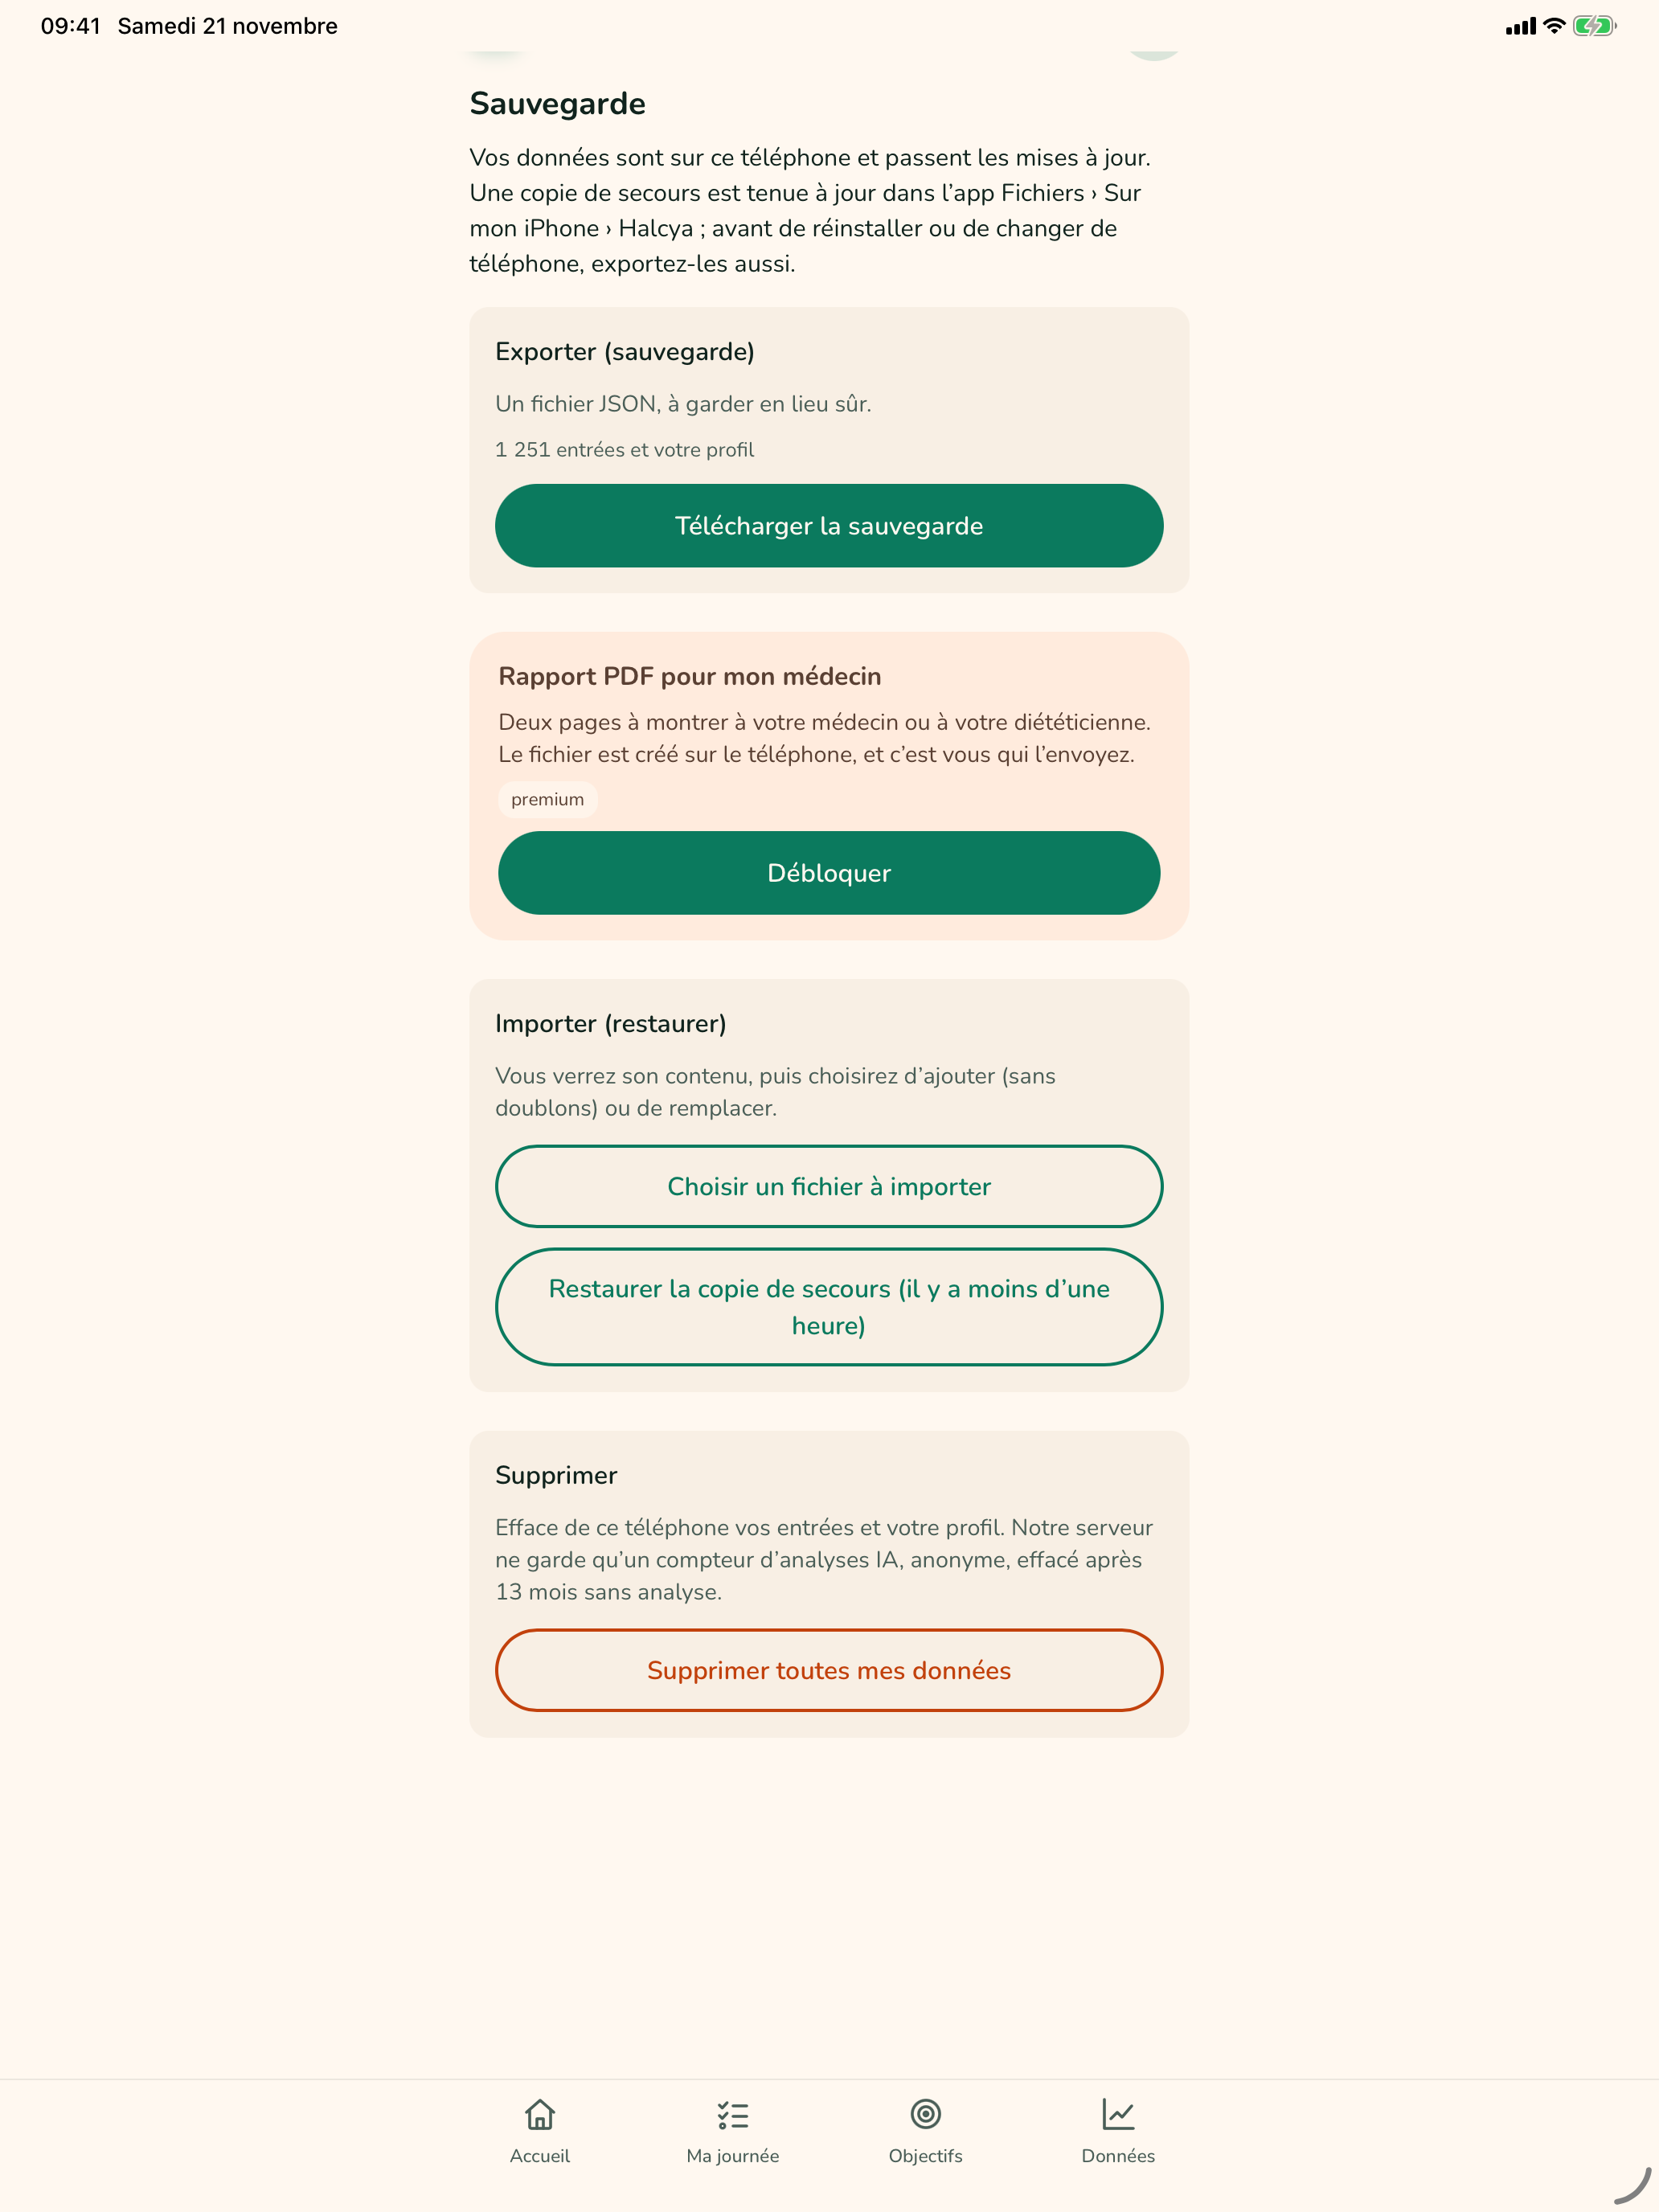 09:41 Samedi 21 novembre
Sauvegarde
Vos données sont sur ce téléphone et passent les mises à jour.
Une copie de secours est tenue à jour dans l’app Fichiers › Sur
mon iPhone › Halcya ; avant de réinstaller ou de changer de
téléphone, exportez-les aussi.
Exporter (sauvegarde)
Un fichier JSON, à garder en lieu sûr.
1 251 entrées et votre profil
Télécharger la sauvegarde
Rapport PDF pour mon médecin
Deux pages à montrer à votre médecin ou à votre diététicienne.
Le fichier est créé sur le téléphone, et c’est vous qui l’envoyez.
premium
Débloquer
Importer (restaurer)
Vous verrez son contenu, puis choisirez d’ajouter (sans
doublons) ou de remplacer.
Choisir un fichier à importer
Restaurer la copie de secours (il y a moins d’une
heure)
Supprimer
Efface de ce téléphone vos entrées et votre profil. Notre serveur
ne garde qu’un compteur d’analyses IA, anonyme, effacé après
13 mois sans analyse.
Supprimer toutes mes données
Accueil
Ma journée
Objectifs
Données